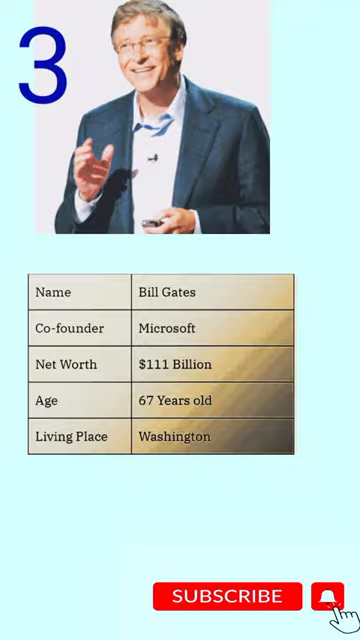 3
Name Bill Gates
Co-founder Microsoft
Net Worth $111 Billion
Age 67 Years old
Living Place Washington
SUBSCRIBE